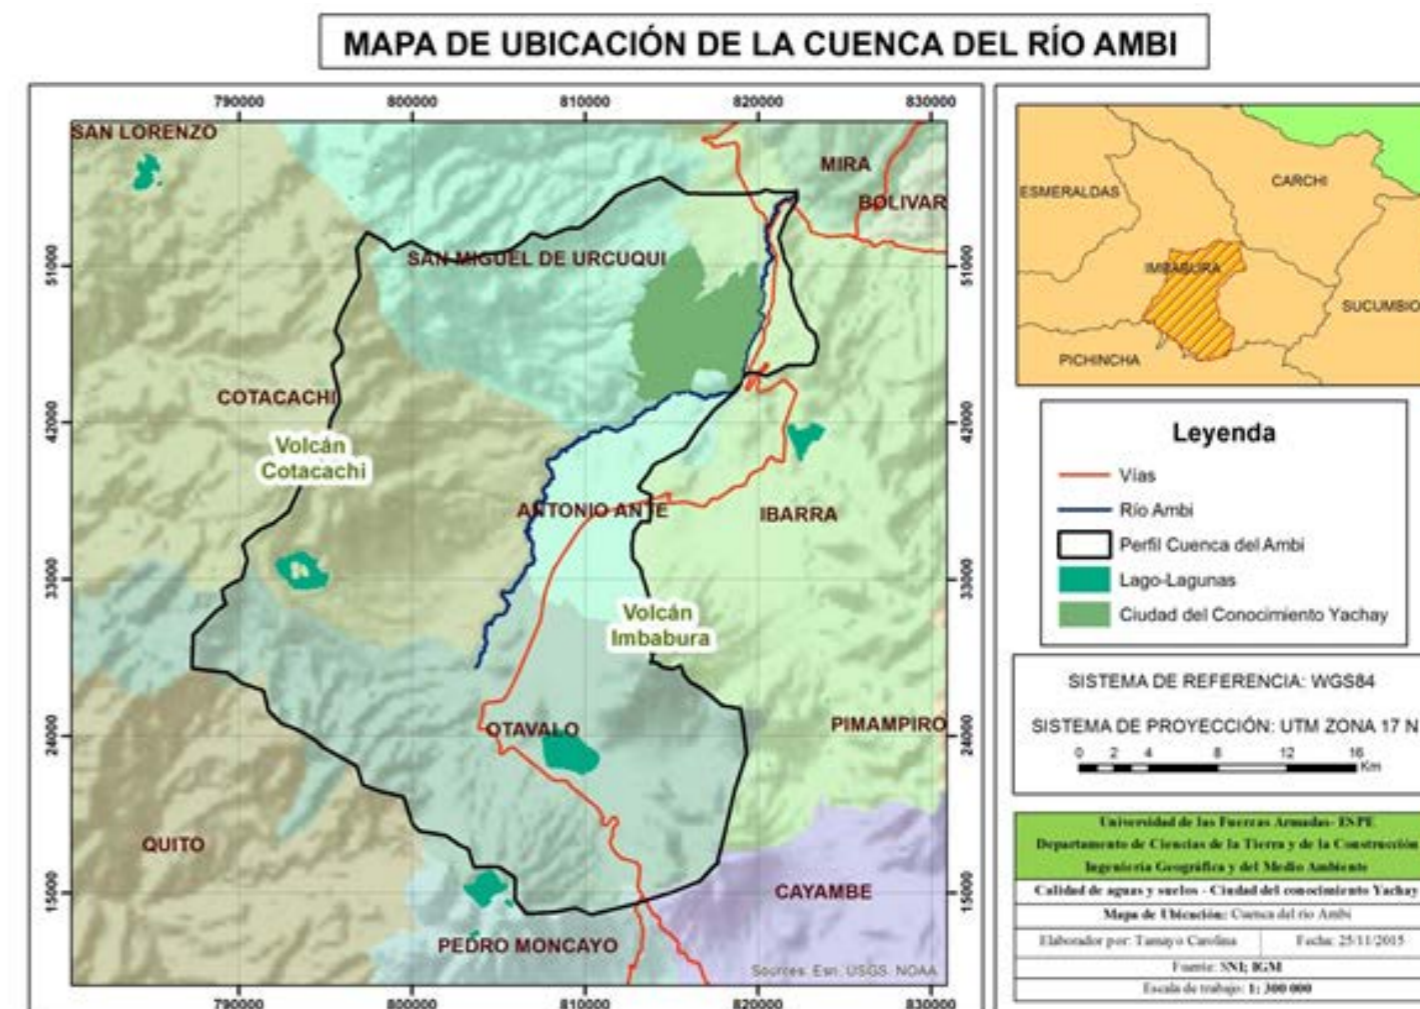 MAPA DE UBICACIÓN DE LA CUENCA DEL RÍO AMBI
790000 800000 810000 820000 830000
SAN LORENZO
MIRA
BOLIVAR
SAN MIGUEL DE URCUQUI
51000 51000
COTACACHI
42000 42000
Volcán
Cotacachi
ANTONIO ANTE
IBARRA
33000 33000
Volcán
Imbabura
OTAVALO
PIMAMPIRO
24000 24000
QUITO
15000 15000
CAYAMBE
PEDRO MONCAYO
Sources: Esri, USGS, NOAA
790000 800000 810000 820000 830000
ESMERALDAS
CARCHI
IMBABURA
SUCUMBIO
PICHINCHA
Leyenda
Vías
Río Ambi
Perfil Cuenca del Ambi
Lago-Lagunas
Ciudad del Conocimiento Yachay
SISTEMA DE REFERENCIA: WGS84
SISTEMA DE PROYECCIÓN: UTM ZONA 17 N
0 2 4 8 12 16
Km
Universidad de las Fuerzas Armadas- ESPE
Departamento de Ciencias de la Tierra y de la Construcción
Ingeniería Geográfica y del Medio Ambiente
Calidad de aguas y suelos - Ciudad del conocimiento Yachay
Mapa de Ubicación: Cuenca del río Ambi
Elaborador por: Tamayo Carolina Fecha: 25/11/2015
Fuente: SNI; IGM
Escala de trabajo: 1: 300 000